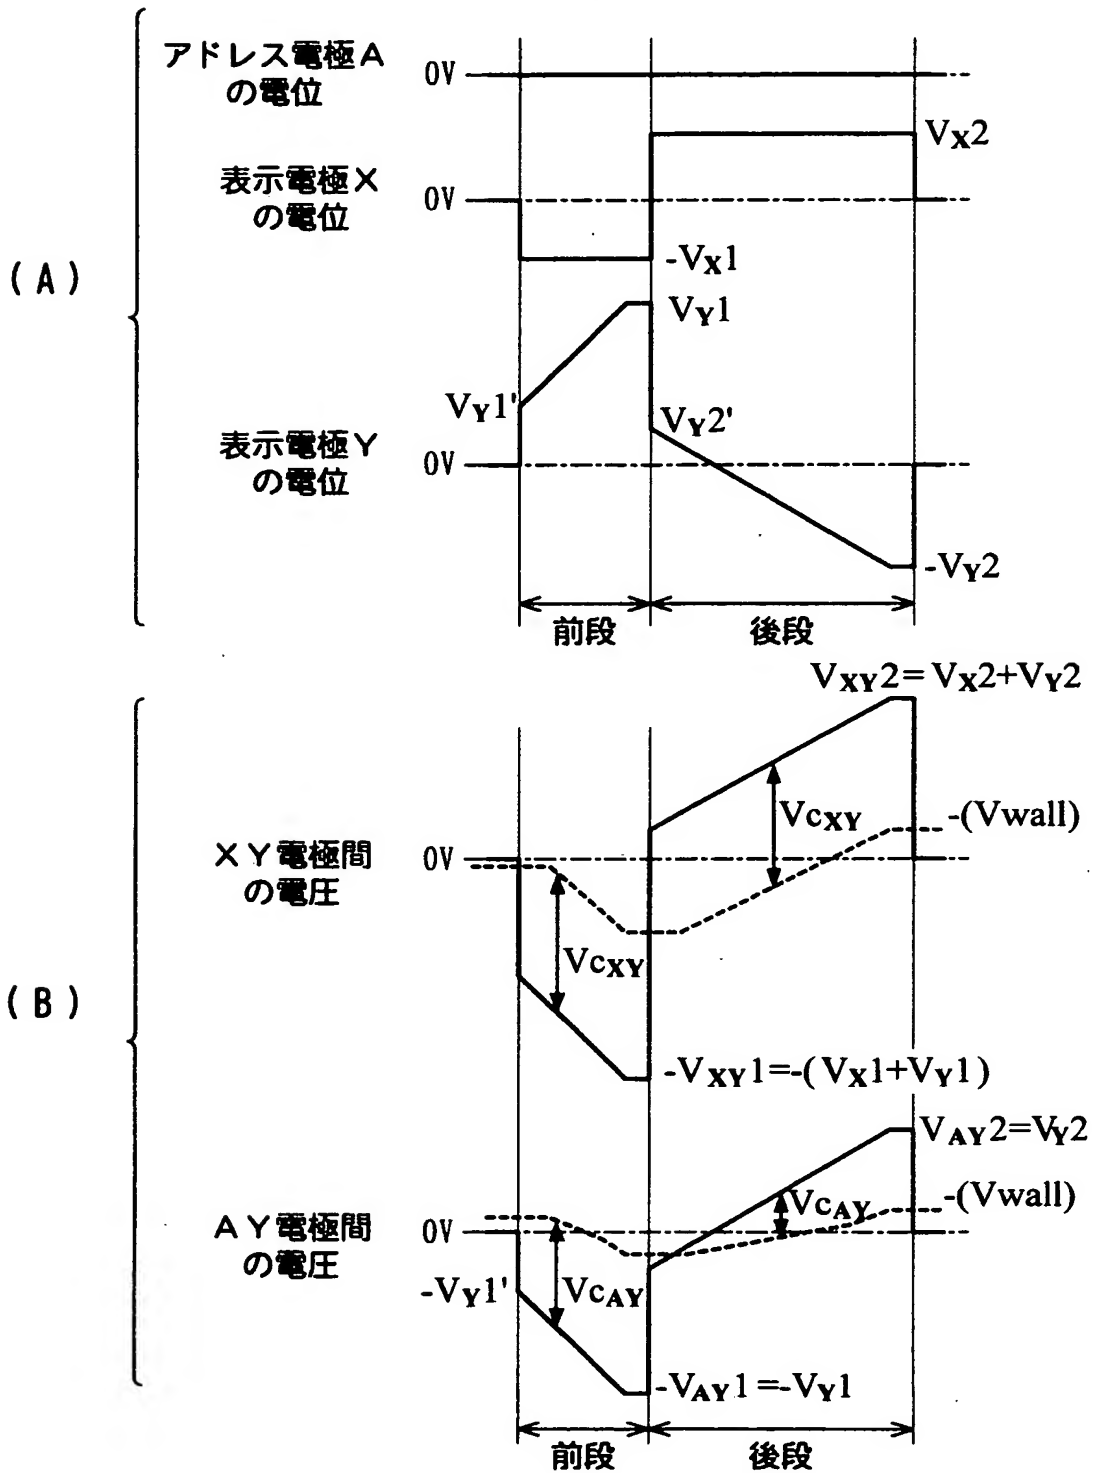 (A)
アドレス電極A
の電位
0V
表示電極X
の電位
0V
VX2
-VX1
VY1
VY1'
VY2'
表示電極Y
の電位
0V
-VY2
前段
後段
(B)
VXY2=VX2+VY2
VcXY
-(Vwall)
XY電極間
の電圧
0V
VcXY
-VXY1=-(VX1+VY1)
VAY2=VY2
VcAY
-(Vwall)
AY電極間
の電圧
0V
-VY1'
VcAY
-VAY1=-VY1
前段
後段